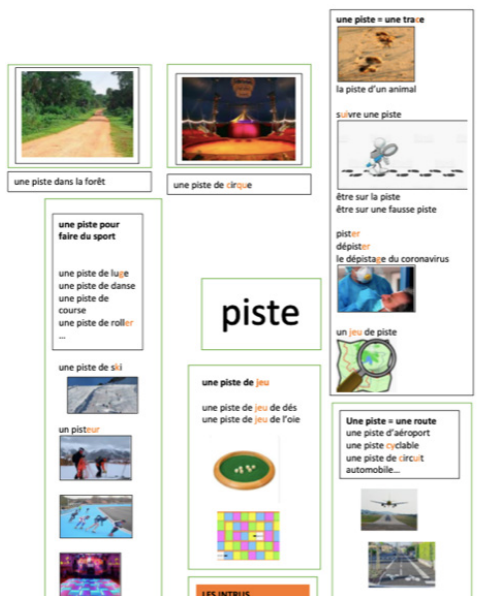 une piste = une trace
la piste d'un animal
suivre une piste
être sur la piste
être sur une fausse piste
pister
dépister
le dépistage du coronavirus
un jeu de piste
une piste dans la forêt
une piste de cirque
une piste pour
faire du sport
une piste de luge
une piste de danse
une piste de
course
une piste de roller
...
une piste de ski
un pisteur
piste
une piste de jeu
une piste de jeu de dés
une piste de jeu de l'oie
Une piste = une route
une piste d'aéroport
une piste cyclable
une piste de circuit
automobile...
LES INTRUS